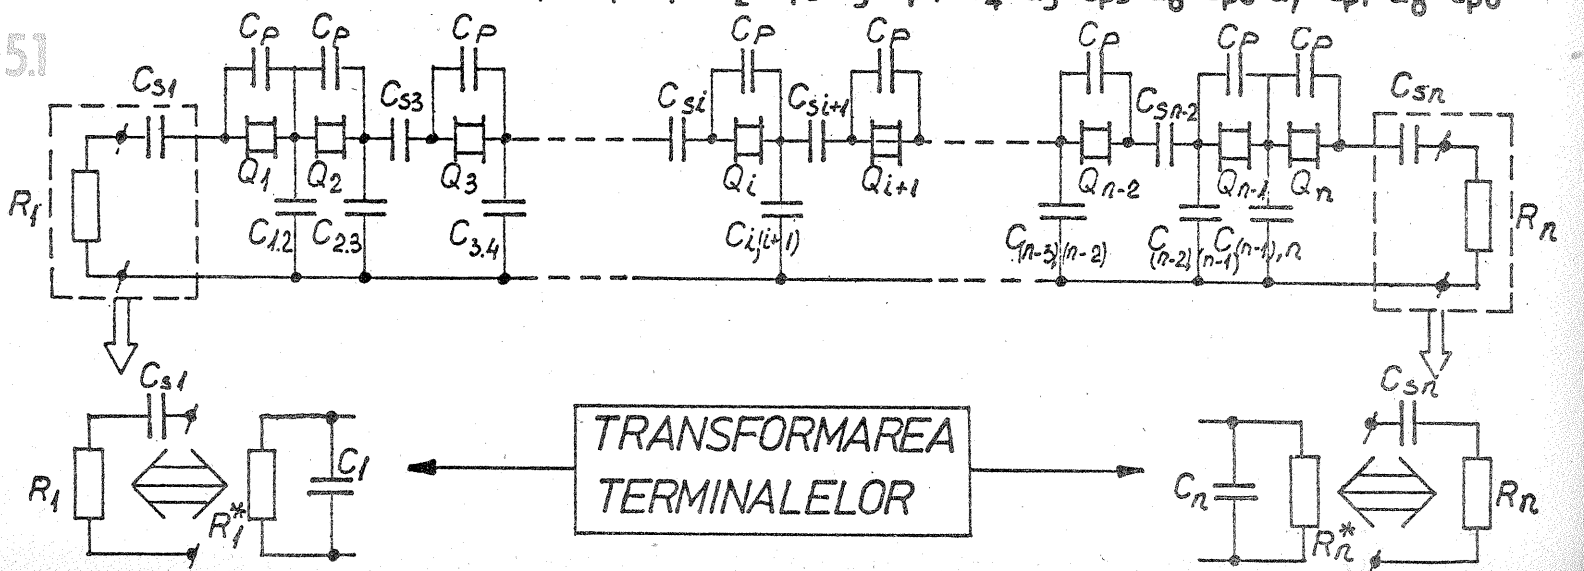 5.1
Cp Cp Cp Cp Cp Cp Cp Cp
Cs1 Cs3 Csi Csi+1 Csn-2 Csn
Q1 Q2 Q3 Qi Qi+1 Qn-2 Qn-1 Qn
R1 Rn
C1.2 C2.3 C3.4 Ci,(i+1) C(n-3),(n-2) C(n-2),(n-1) C(n-1),n
Cs1 Csn
R1 R1* C1 TRANSFORMAREA Cn Rn* Rn
TERMINALELOR